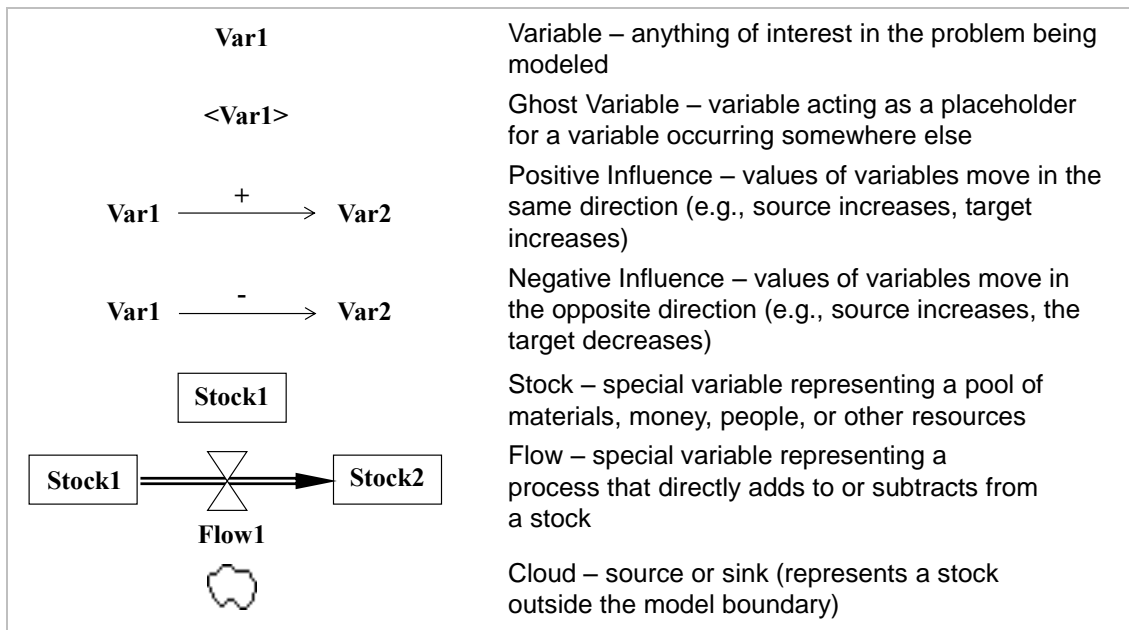 Var1
Variable – anything of interest in the problem being
modeled
<Var1>
Ghost Variable – variable acting as a placeholder
for a variable occurring somewhere else
+
Var1
Var2
Positive Influence – values of variables move in the
same direction (e.g., source increases, target
increases)
-
Var1
Var2
Negative Influence – values of variables move in
the opposite direction (e.g., source increases, the
target decreases)
Stock1
Stock – special variable representing a pool of
materials, money, people, or other resources
Stock1
Stock2
Flow1
Flow – special variable representing a
process that directly adds to or subtracts from
a stock
Cloud – source or sink (represents a stock
outside the model boundary)